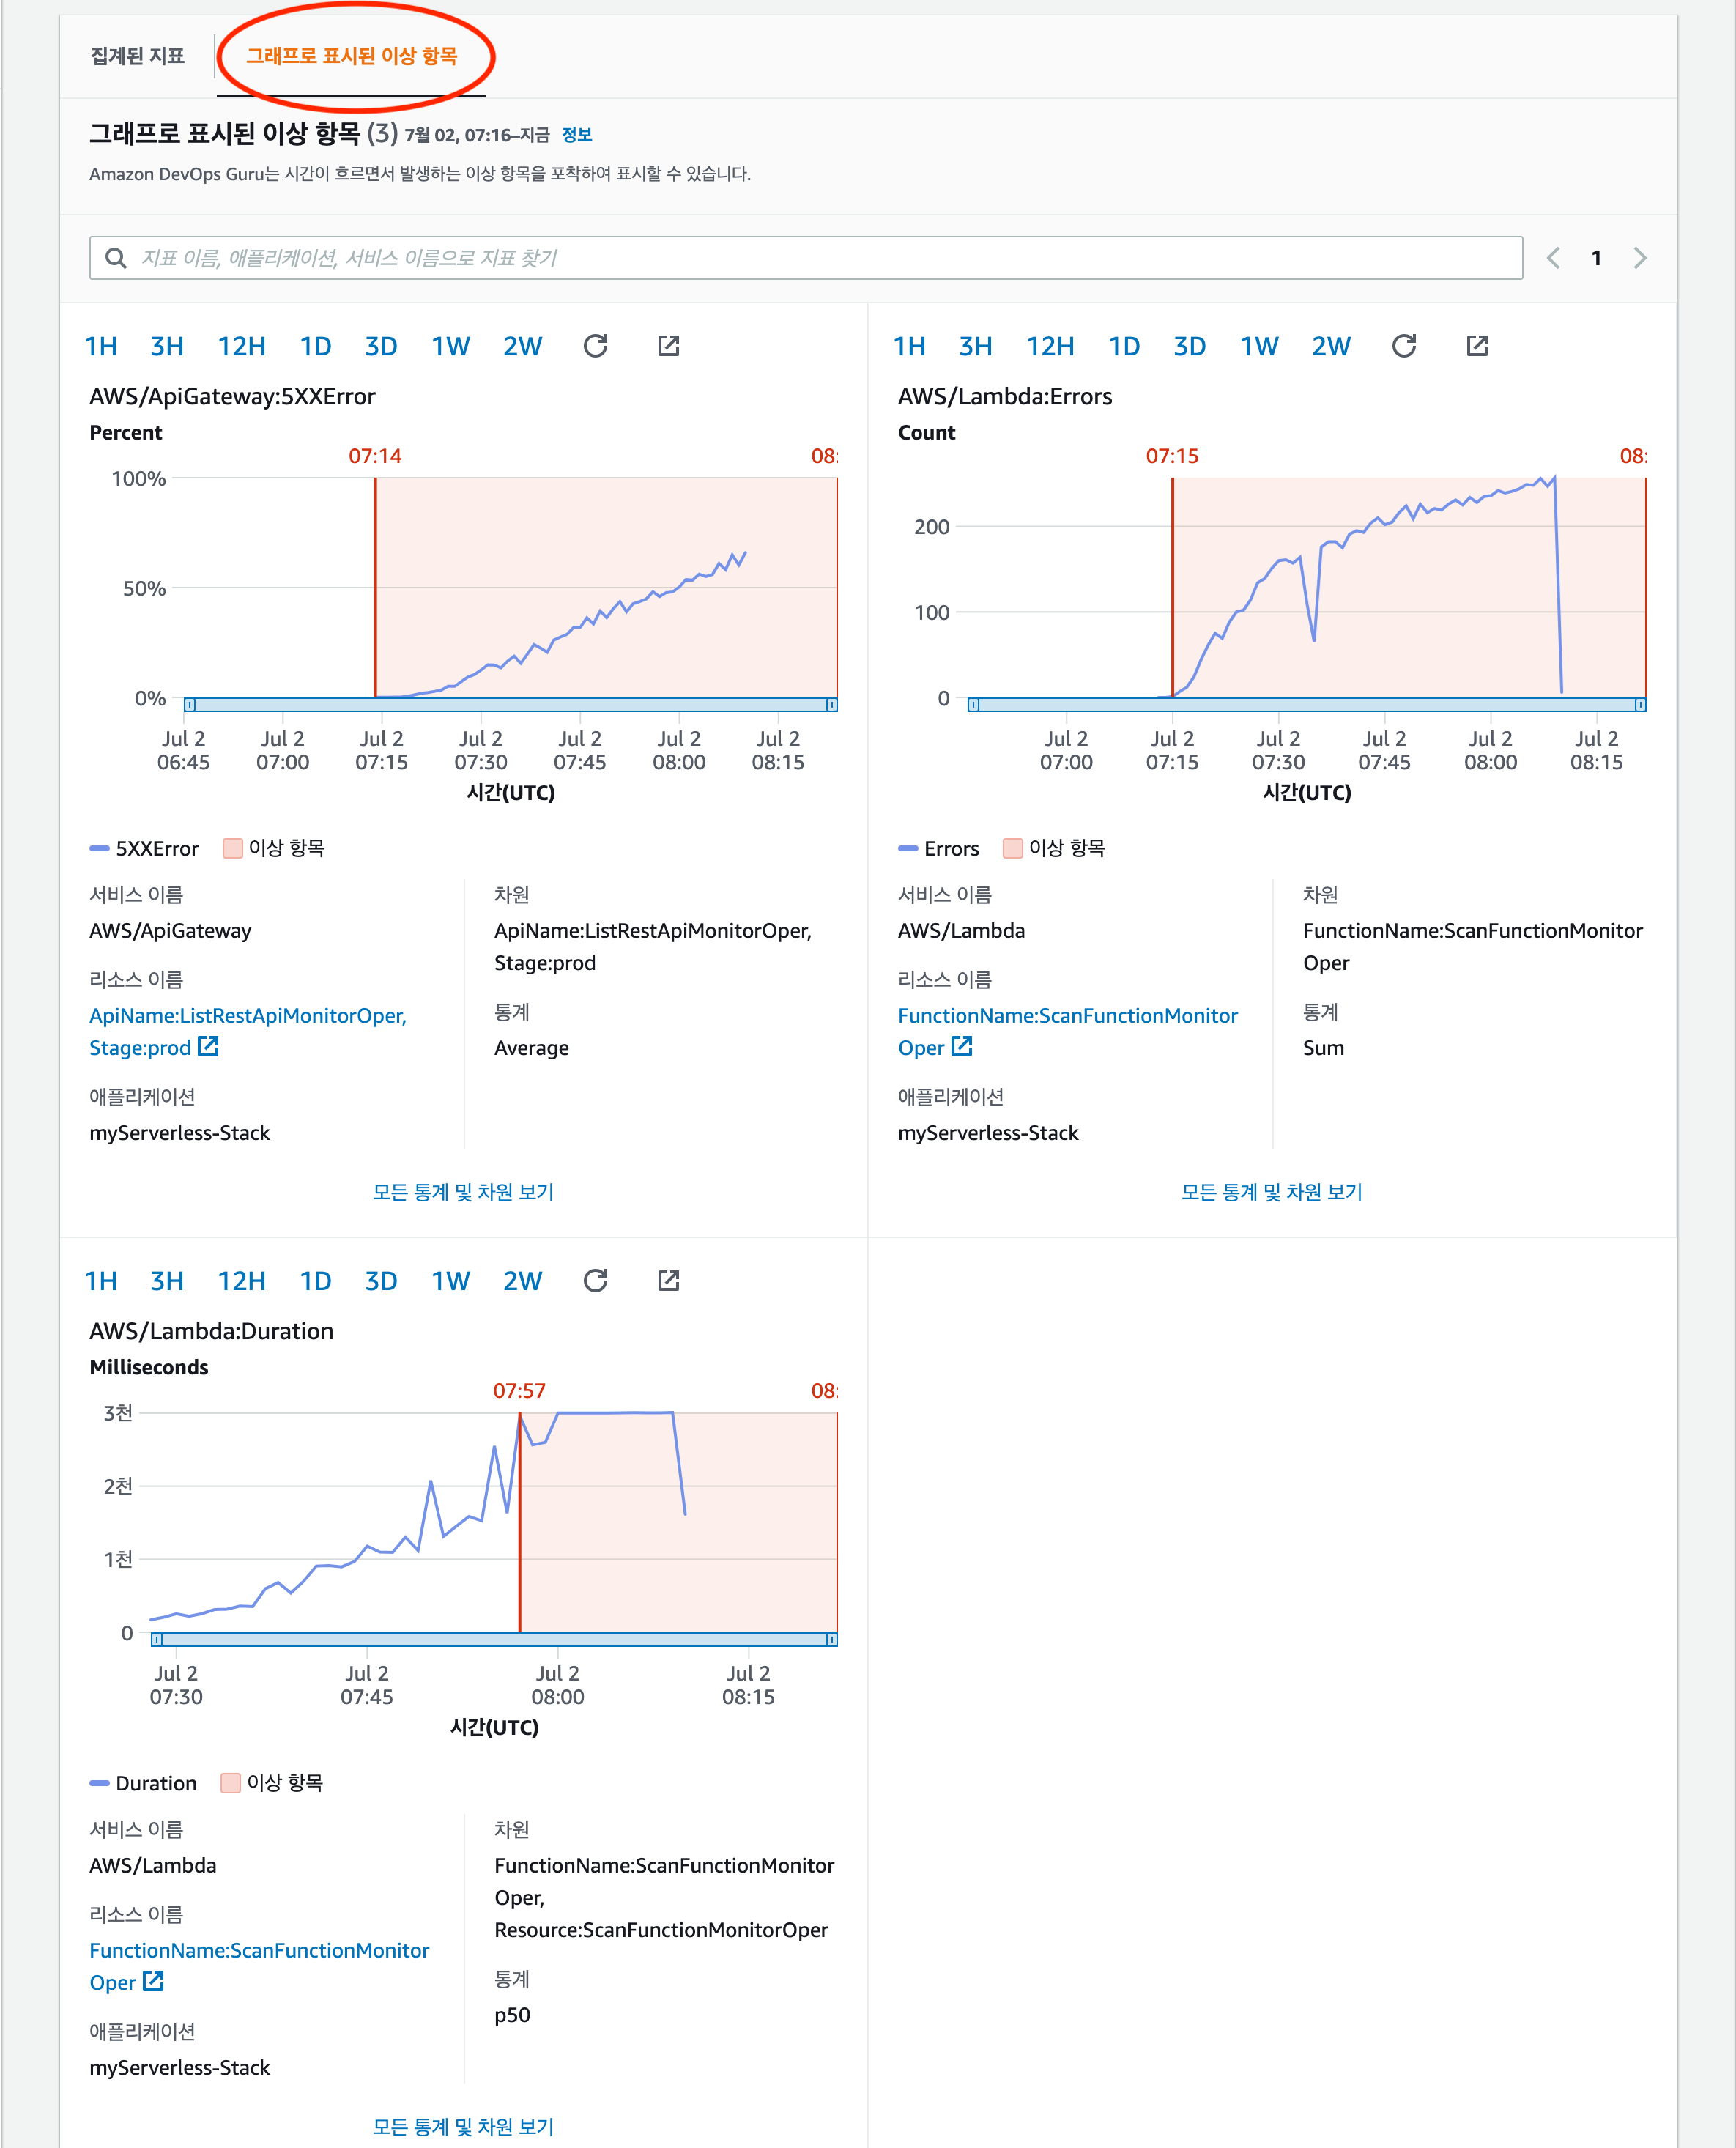 집계된 지표
그래프로 표시된 이상 항목
그래프로 표시된 이상 항목 (3) 7월 02, 07:16–지금 정보
Amazon DevOps Guru는 시간이 흐르면서 발생하는 이상 항목을 포착하여 표시할 수 있습니다.
지표 이름, 애플리케이션, 서비스 이름으로 지표 찾기
1
1H 3H 12H 1D 3D 1W 2W
AWS/ApiGateway:5XXError
Percent
07:14 08:
100%
50%
0%
Jul 2 Jul 2 Jul 2 Jul 2 Jul 2 Jul 2 Jul 2
06:45 07:00 07:15 07:30 07:45 08:00 08:15
시간(UTC)
5XXError 이상 항목
서비스 이름
AWS/ApiGateway
리소스 이름
ApiName:ListRestApiMonitorOper,
Stage:prod
애플리케이션
myServerless-Stack
차원
ApiName:ListRestApiMonitorOper,
Stage:prod
통계
Average
모든 통계 및 차원 보기
1H 3H 12H 1D 3D 1W 2W
AWS/Lambda:Errors
Count
07:15 08:
200
100
0
Jul 2 Jul 2 Jul 2 Jul 2 Jul 2 Jul 2
07:00 07:15 07:30 07:45 08:00 08:15
시간(UTC)
Errors 이상 항목
서비스 이름
AWS/Lambda
리소스 이름
FunctionName:ScanFunctionMonitor
Oper
애플리케이션
myServerless-Stack
차원
FunctionName:ScanFunctionMonitor
Oper
통계
Sum
모든 통계 및 차원 보기
1H 3H 12H 1D 3D 1W 2W
AWS/Lambda:Duration
Milliseconds
07:57 08:
3천
2천
1천
0
Jul 2 Jul 2 Jul 2 Jul 2
07:30 07:45 08:00 08:15
시간(UTC)
Duration 이상 항목
서비스 이름
AWS/Lambda
리소스 이름
FunctionName:ScanFunctionMonitor
Oper
애플리케이션
myServerless-Stack
차원
FunctionName:ScanFunctionMonitor
Oper,
Resource:ScanFunctionMonitorOper
통계
p50
모든 통계 및 차원 보기